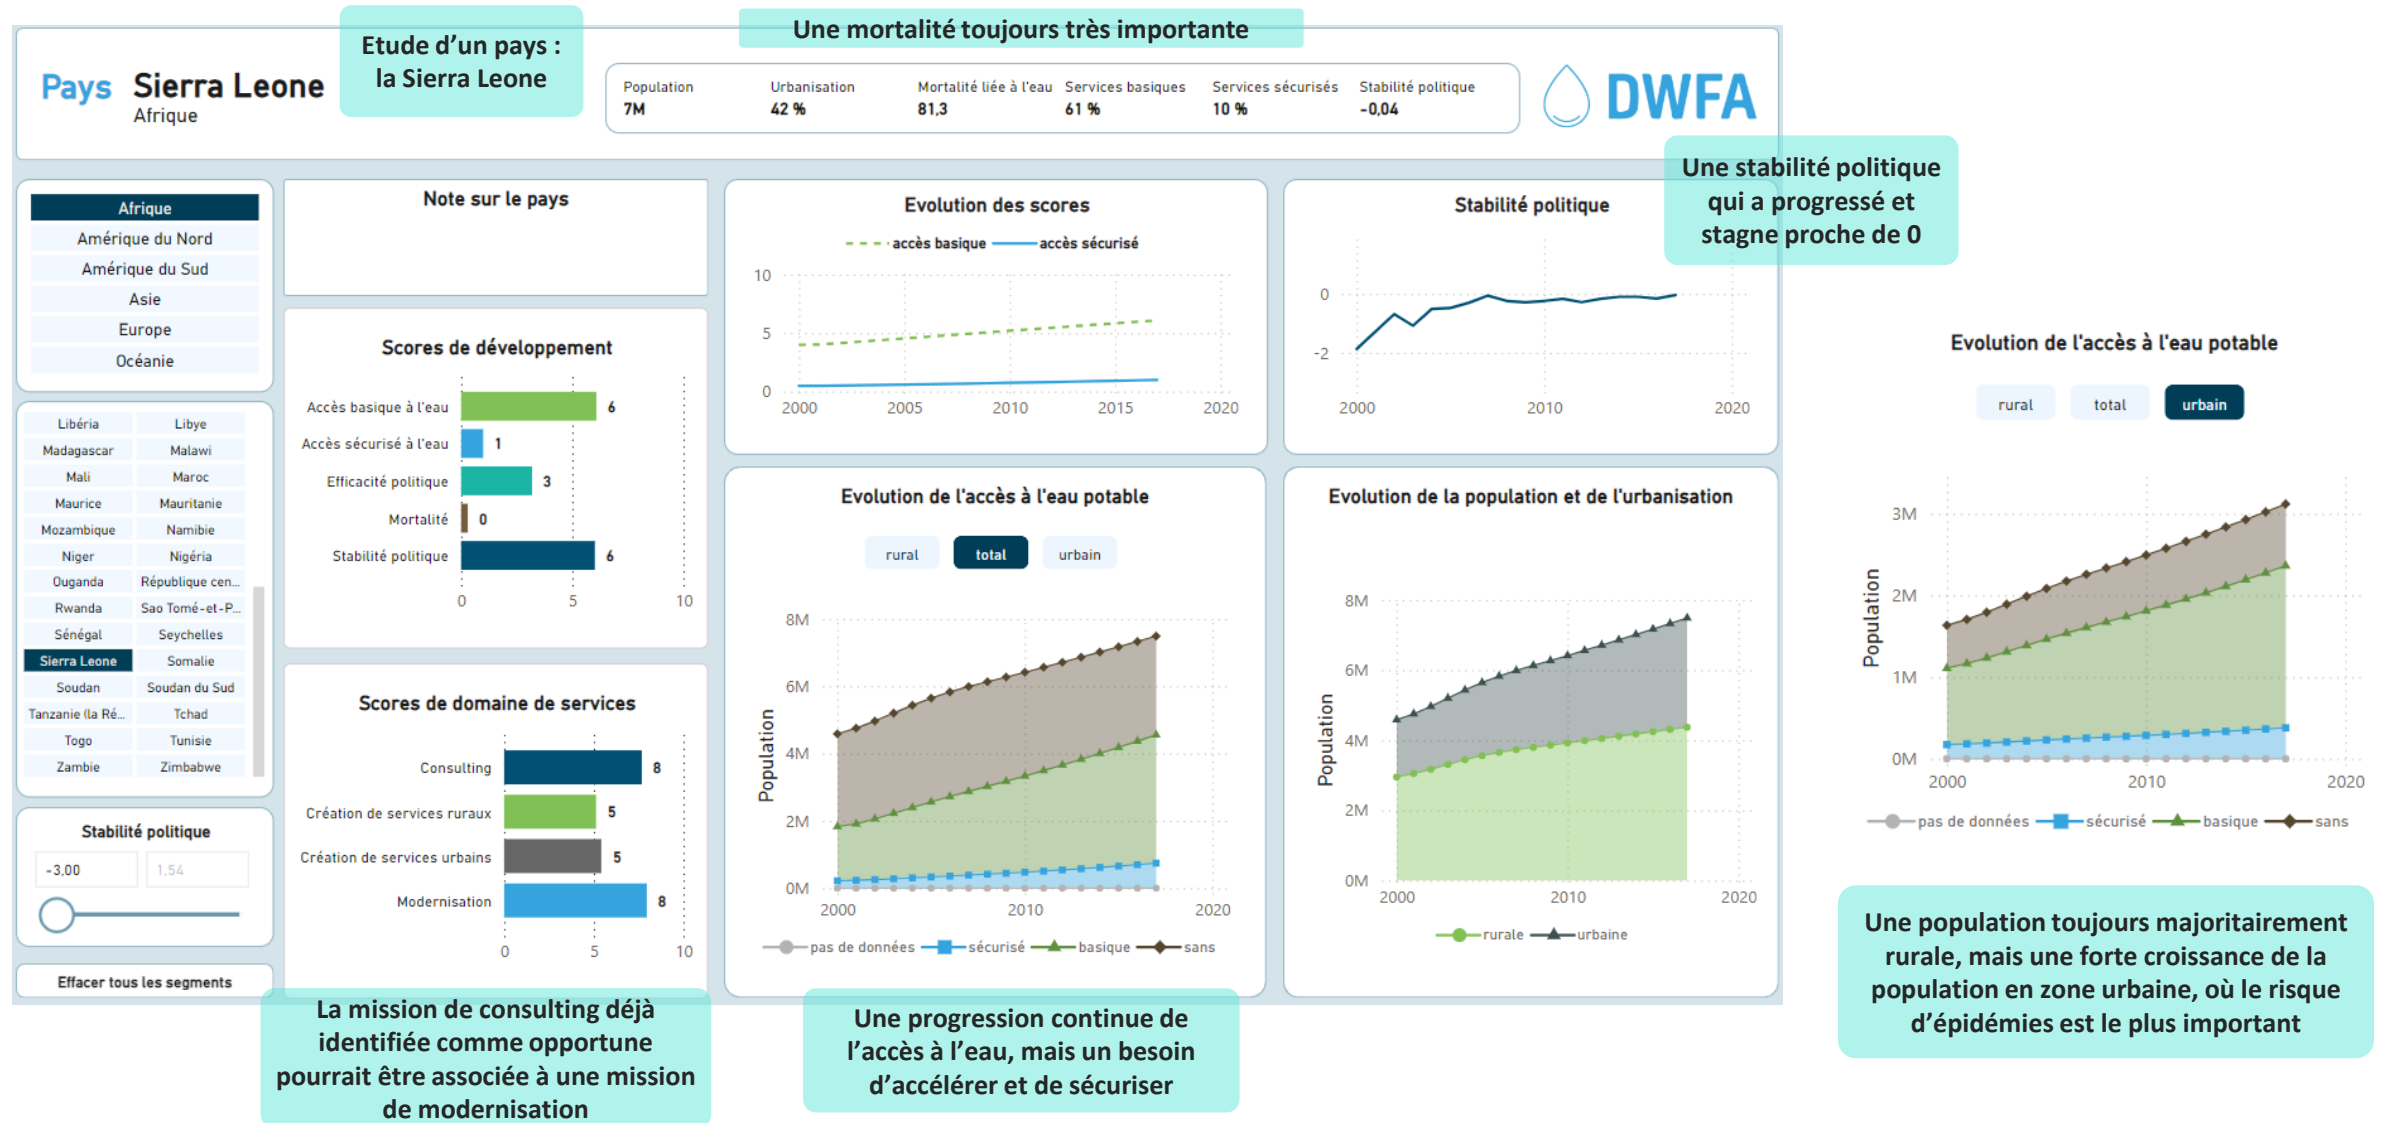 Etude d'un pays :
la Sierra Leone
Une mortalité toujours très importante
Pays Sierra Leone
Afrique
Population
7M
Urbanisation
42 %
Mortalité liée à l'eau
81,3
Services basiques
61 %
Services sécurisés
10 %
Stabilité politique
-0,04
DWFA
Une stabilité politique
qui a progressé et
stagne proche de 0
Afrique
Amérique du Nord
Amérique du Sud
Asie
Europe
Océanie
Libéria Libye
Madagascar Malawi
Mali Maroc
Maurice Mauritanie
Mozambique Namibie
Niger Nigéria
Ouganda République cen...
Rwanda Sao Tomé-et-P...
Sénégal Seychelles
Sierra Leone Somalie
Soudan Soudan du Sud
Tanzanie (la Ré... Tchad
Togo Tunisie
Zambie Zimbabwe
Stabilité politique
-3,00 1,54
Effacer tous les segments
Note sur le pays
Scores de développement
Accès basique à l'eau 6
Accès sécurisé à l'eau 1
Efficacité politique 3
Mortalité 0
Stabilité politique 6
0 5 10
Scores de domaine de services
Consulting 8
Création de services ruraux 5
Création de services urbains 5
Modernisation 8
0 5 10
La mission de consulting déjà
identifiée comme opportune
pourrait être associée à une mission
de modernisation
Evolution des scores
accès basique accès sécurisé
10
5
0
2000 2005 2010 2015 2020
Stabilité politique
0
-2
2000 2010 2020
Evolution de l'accès à l'eau potable
rural total urbain
Population
8M
6M
4M
2M
0M
2000 2010 2020
pas de données sécurisé basique sans
Une progression continue de
l'accès à l'eau, mais un besoin
d'accélérer et de sécuriser
Evolution de la population et de l'urbanisation
Population
8M
6M
4M
2M
0M
2000 2010 2020
rurale urbaine
Evolution de l'accès à l'eau potable
rural total urbain
Population
3M
2M
1M
0M
2000 2010 2020
pas de données sécurisé basique sans
Une population toujours majoritairement
rurale, mais une forte croissance de la
population en zone urbaine, où le risque
d'épidémies est le plus important